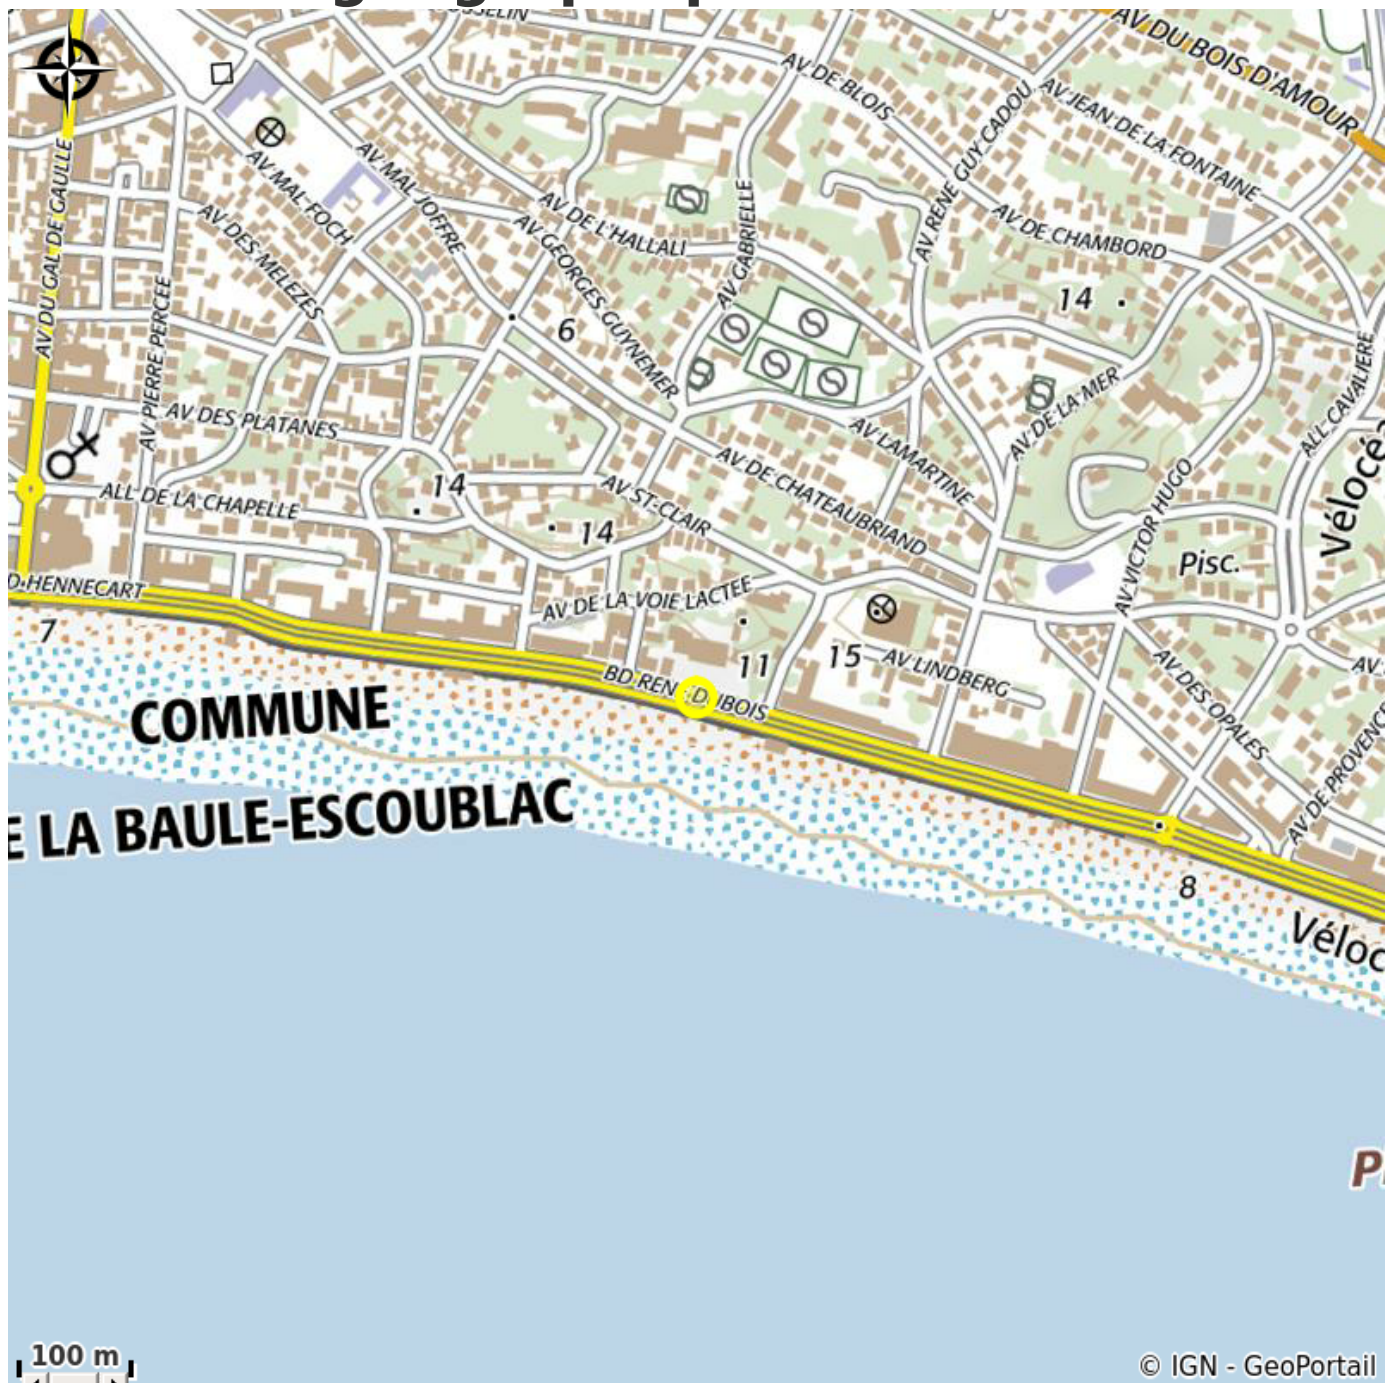 AV DU BOIS D'AMOUR
AV DE BLOIS
AV JEAN DE LA FONTAINE
AV RENE GUY CADOU
AV MAL FOCH
AV MAL JOFFRE
AV DU GAL DE GAULLE
AV DES MELEZES
AV DE L'HALLALI
AV GABRIELLE
AV DE CHAMBORD
AV GEORGES GUYNEMER
AV PIERRE PERCEE
14
6
AV DES PLATANES
AV DE LA MER
ALL CAVALIERE
AV LAMARTINE
AV DE CHATEAUBRIAND
14
ALL DE LA CHAPELLE
AV ST-CLAIR
14
AV VICTOR HUGO
Pisc.
D HENNECART
AV DE LA VOIE LACTEE
7
11
15
AV LINDBERG
AV DES OPALES
AV DE PROVENCE
COMMUNE
E LA BAULE-ESCOUBLAC
8
100 m
© IGN - GeoPortail